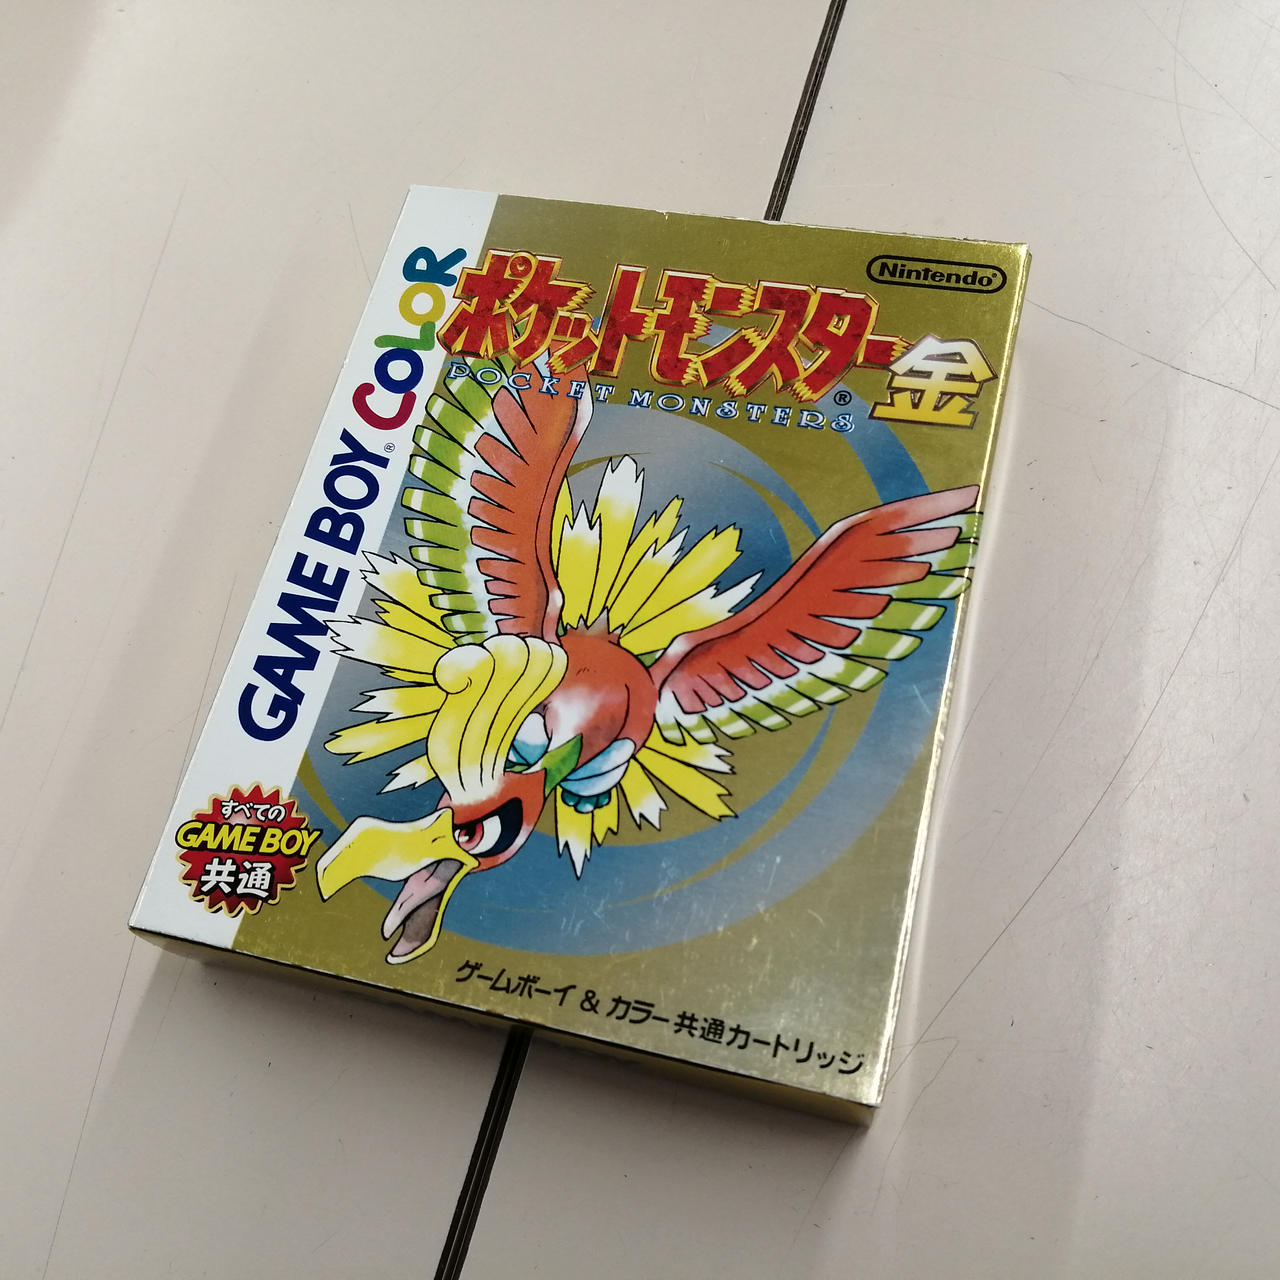 GAME BOY® COLOR
Nintendo®
ポケットモンスター®金
POCKET MONSTERS
すべての
GAME BOY
共通
ゲームボーイ & カラー共通カートリッジ